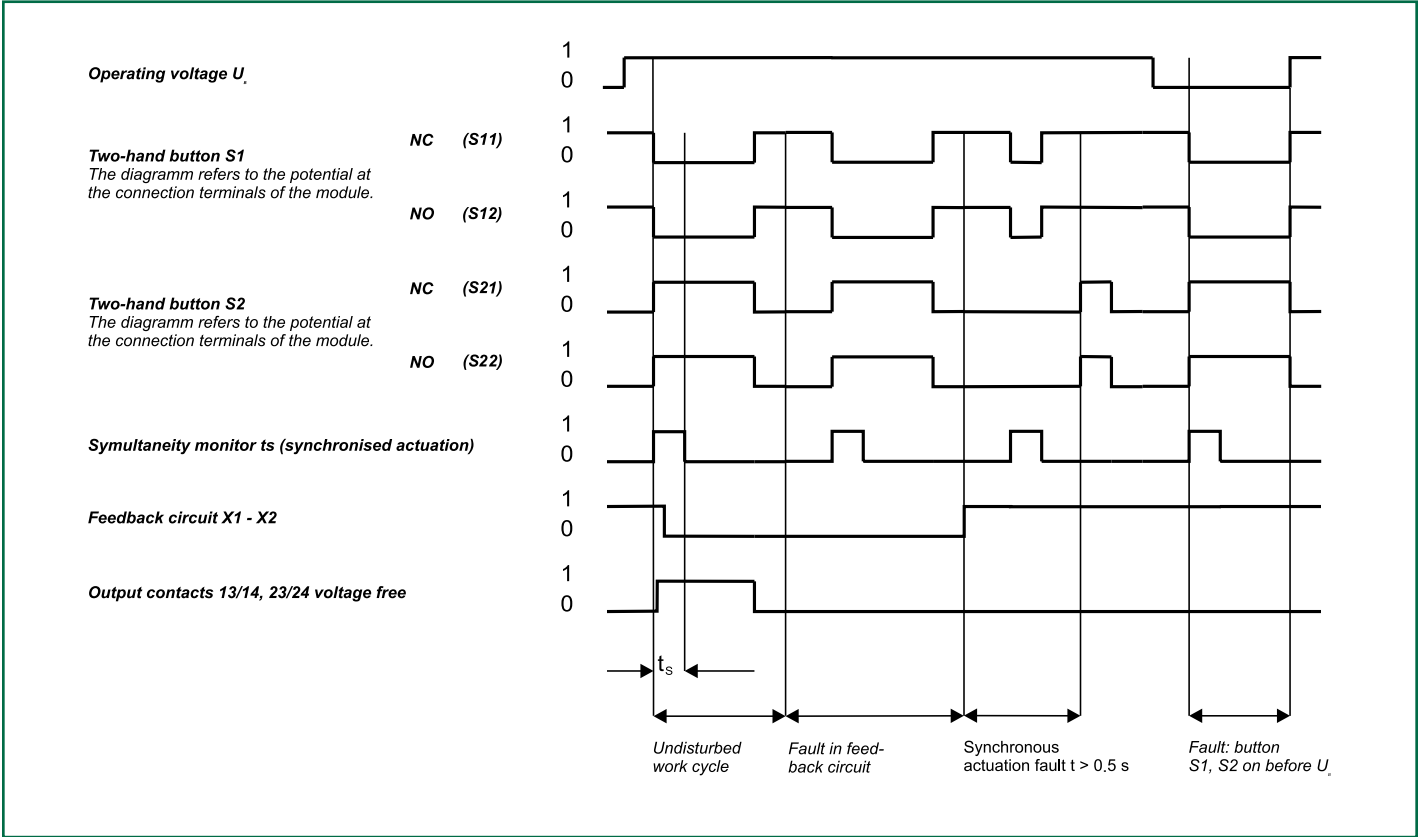 1
Operating voltage U
0
1
NC (S11)
Two-hand button S1
0
The diagramm refers to the potential at
the connection terminals of the module.
1
NO (S12)
0
1
NC (S21)
Two-hand button S2
0
The diagramm refers to the potential at
the connection terminals of the module.
1
NO (S22)
0
1
Symultaneity monitor ts (synchronised actuation)
0
1
Feedback circuit X1 - X2
0
1
Output contacts 13/14, 23/24 voltage free
0
tS
Undisturbed
work cycle
Fault in feed-
back circuit
Synchronous
actuation fault t > 0.5 s
Fault: button
S1, S2 on before U